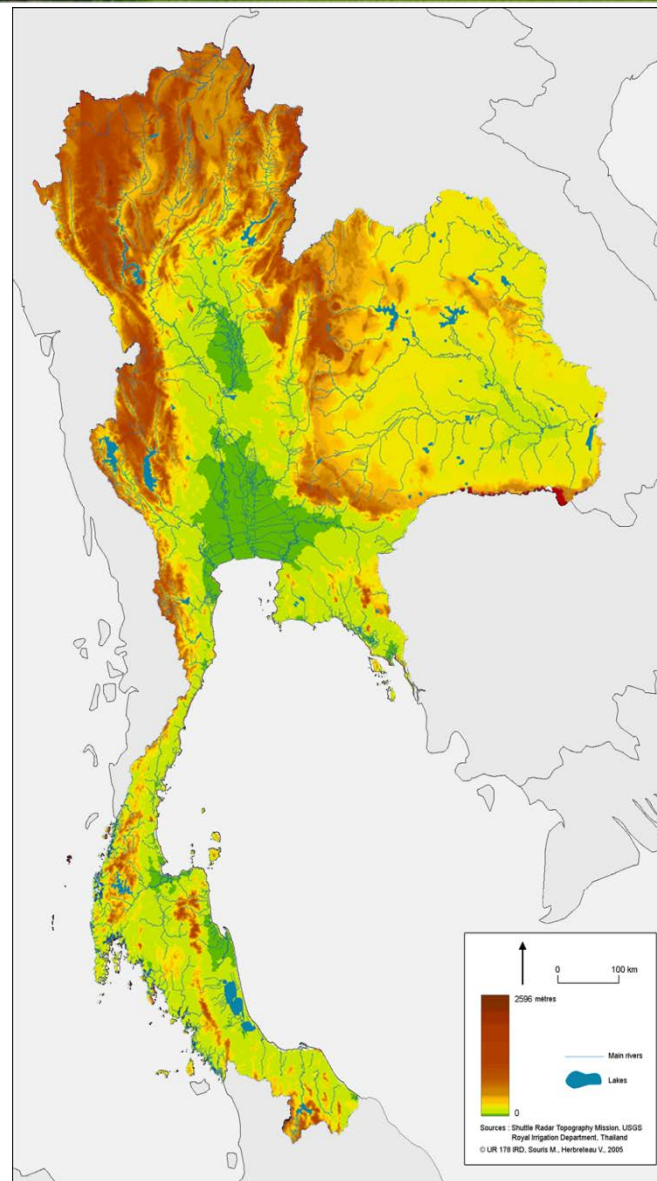 0 100 km
2596 mètres
Main rivers
Lakes
0
Sources : Shuttle Radar Topography Mission, USGS
Royal Irrigation Department, Thailand
© UR 178 IRD, Souris M., Herbreteau V., 2005